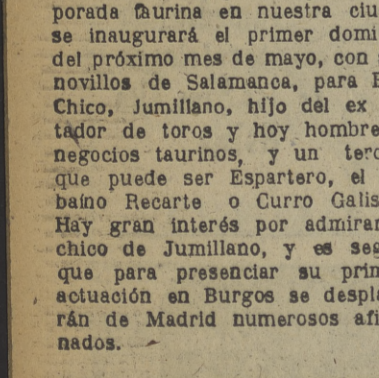 porada taurina en nuestra ciu
se inaugurará el primer domi
del próximo mes de mayo, con
novillos de Salamanca, para
Chico, Jumillano, hijo del ex
tador de toros y hoy hombre
negocios taurinos, y un terc
que puede ser Espartero, el
baíno Recarte o Curro Galis
Hay gran interés por admirar
chico de Jumillano, y es seg
que para presenciar su prim
actuación en Burgos se despla
rán de Madrid numerosos afi
nados.